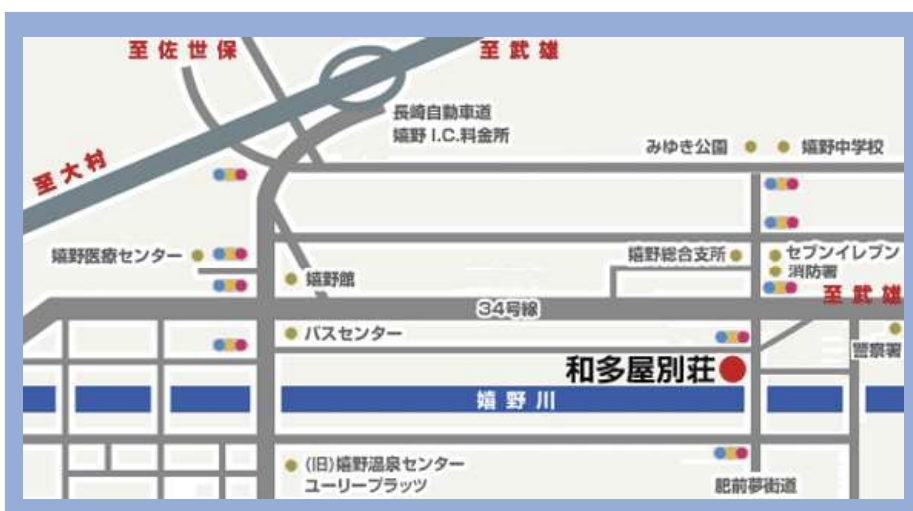 至佐世保
至武雄
長崎自動車道
嬉野 I.C.料金所
みゆき公園
嬉野中学校
至大村
嬉野医療センター
嬉野総合支所
セブンイレブン
消防署
嬉野館
至武雄
34号線
バスセンター
警察署
和多屋別荘
嬉野川
(旧)嬉野温泉センター
ユーリープラッツ
肥前夢街道